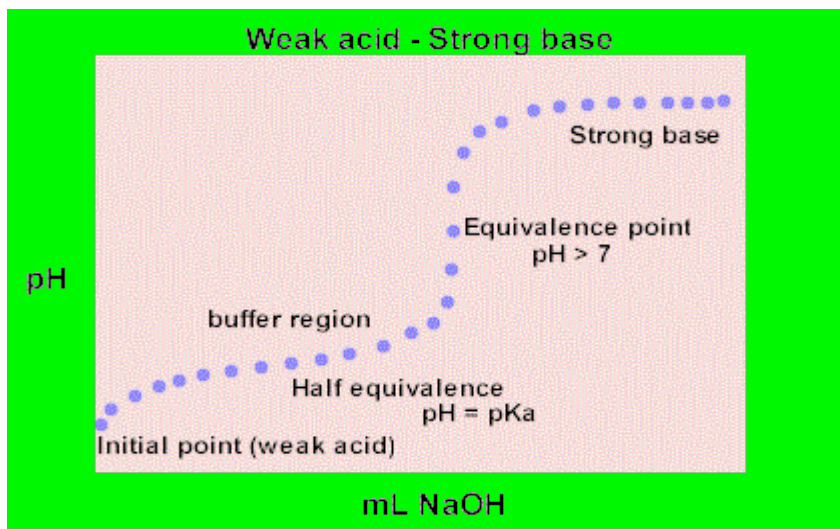 Weak acid - Strong base
Strong base
Equivalence point
pH > 7
pH
buffer region
Half equivalence
pH = pKa
Initial point (weak acid)
mL NaOH